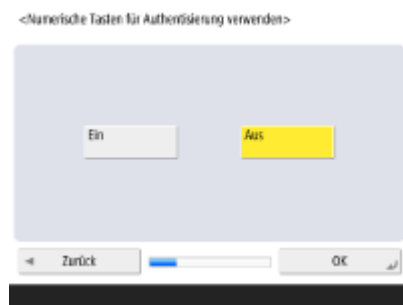 <Numerische Tasten für Authentisierung verwenden>
Ein
Aus
Zurück
OK